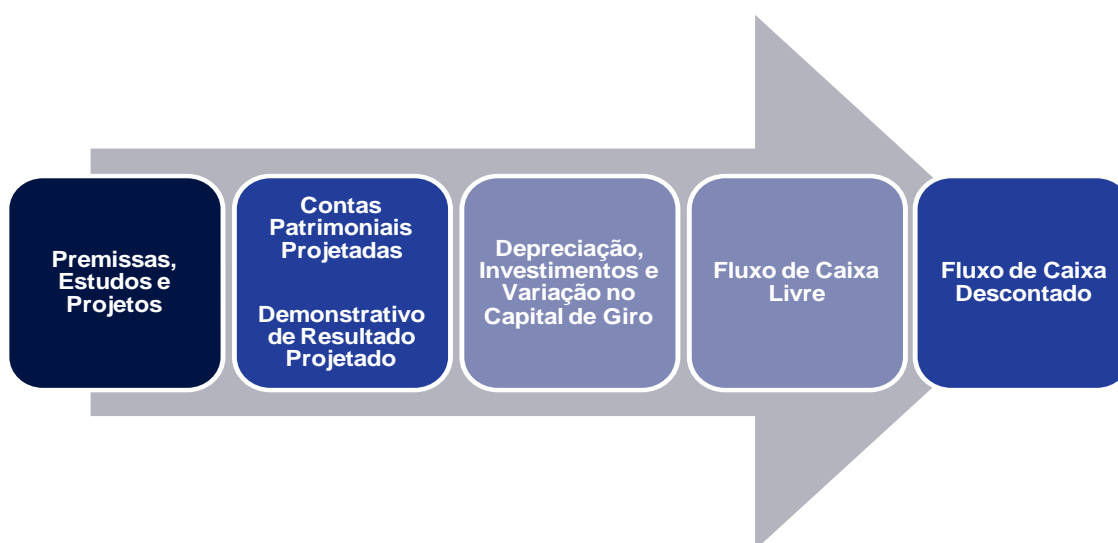 Premissas,
Estudos e
Projetos
Contas
Patrimoniais
Projetadas
Demonstrativo
de Resultado
Projetado
Depreciação,
Investimentos e
Variação no
Capital de Giro
Fluxo de Caixa
Livre
Fluxo de Caixa
Descontado